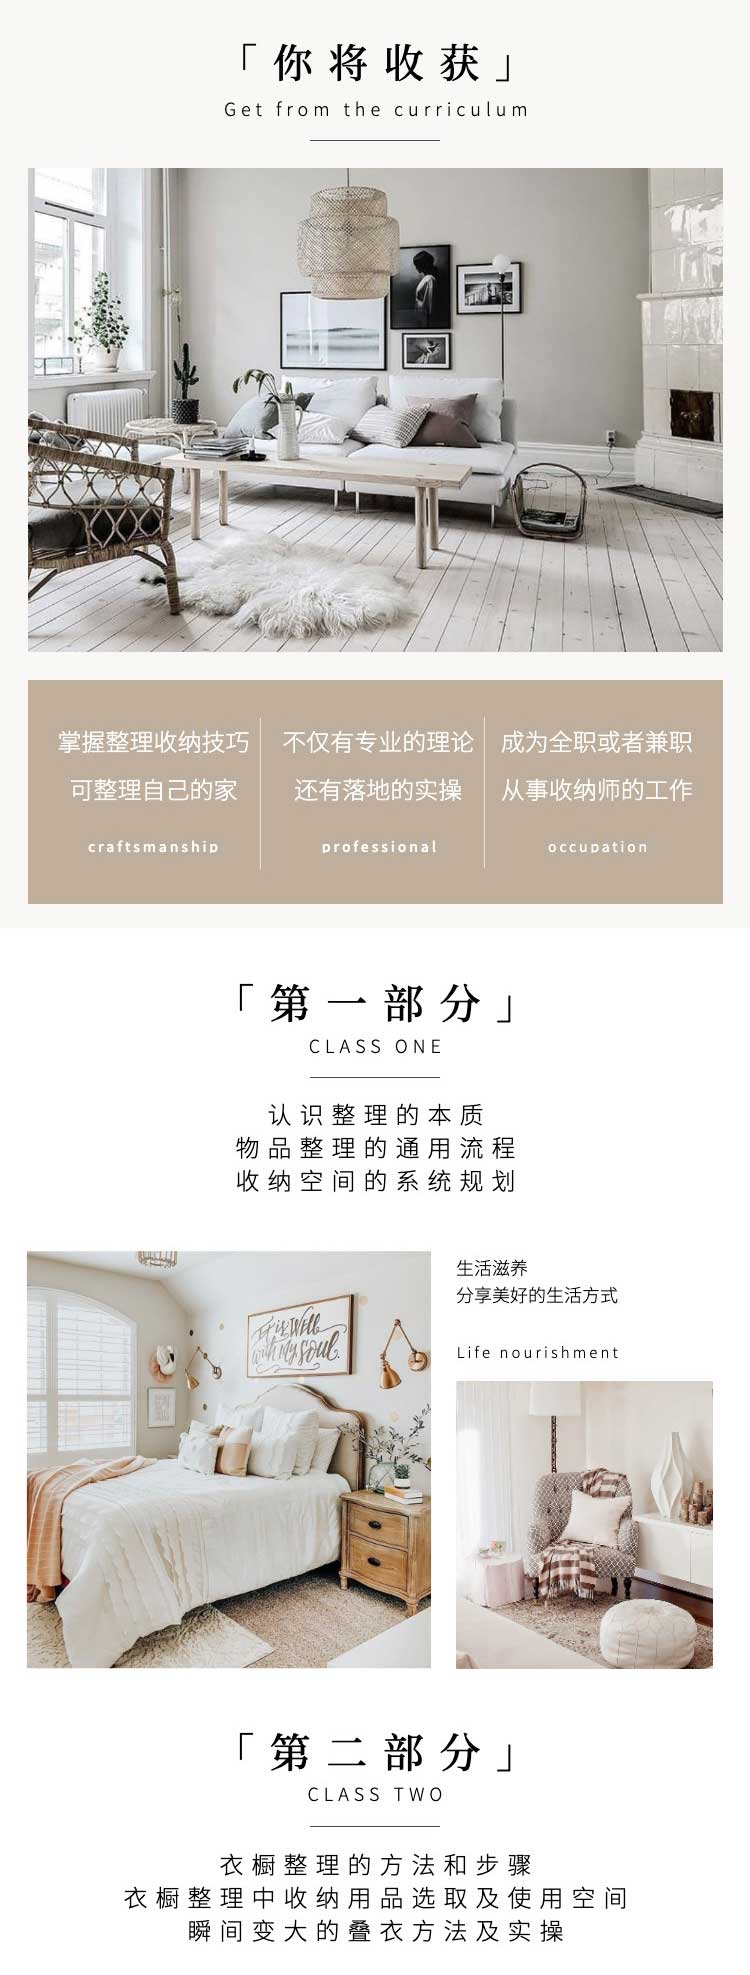 「你将收获」
Get from the curriculum
掌握整理收纳技巧
可整理自己的家
craftsmanship
不仅有专业的理论
还有落地的实操
professional
成为全职或者兼职
从事收纳师的工作
occupation
「第一部分」
CLASS ONE
认识整理的本质
物品整理的通用流程
收纳空间的系统规划
it is Well
with my soul.
生活滋养
分享美好的生活方式
Life nourishment
「第二部分」
CLASS TWO
衣橱整理的方法和步骤
衣橱整理中收纳用品选取及使用空间
瞬间变大的叠衣方法及实操